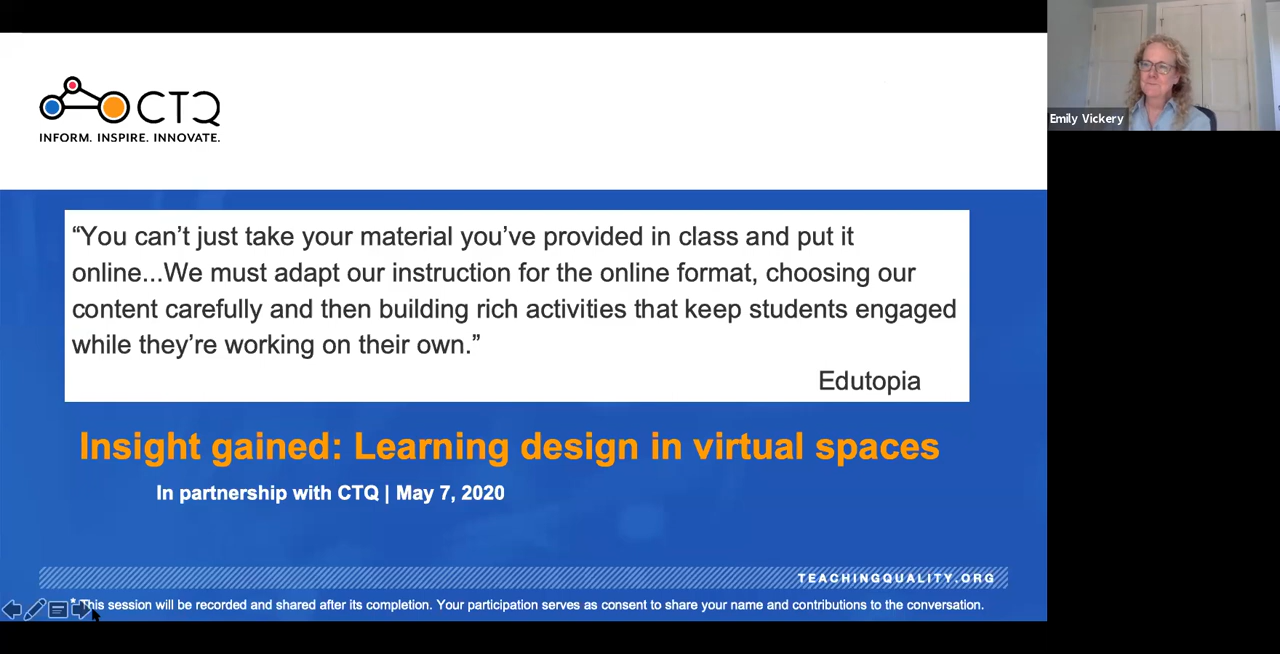 CTQ
INFORM. INSPIRE. INNOVATE.
Emily Vickery
“You can’t just take your material you’ve provided in class and put it
online...We must adapt our instruction for the online format, choosing our
content carefully and then building rich activities that keep students engaged
while they’re working on their own.”
Edutopia
Insight gained: Learning design in virtual spaces
In partnership with CTQ | May 7, 2020
TEACHINGQUALITY.ORG
* This session will be recorded and shared after its completion. Your participation serves as consent to share your name and contributions to the conversation.